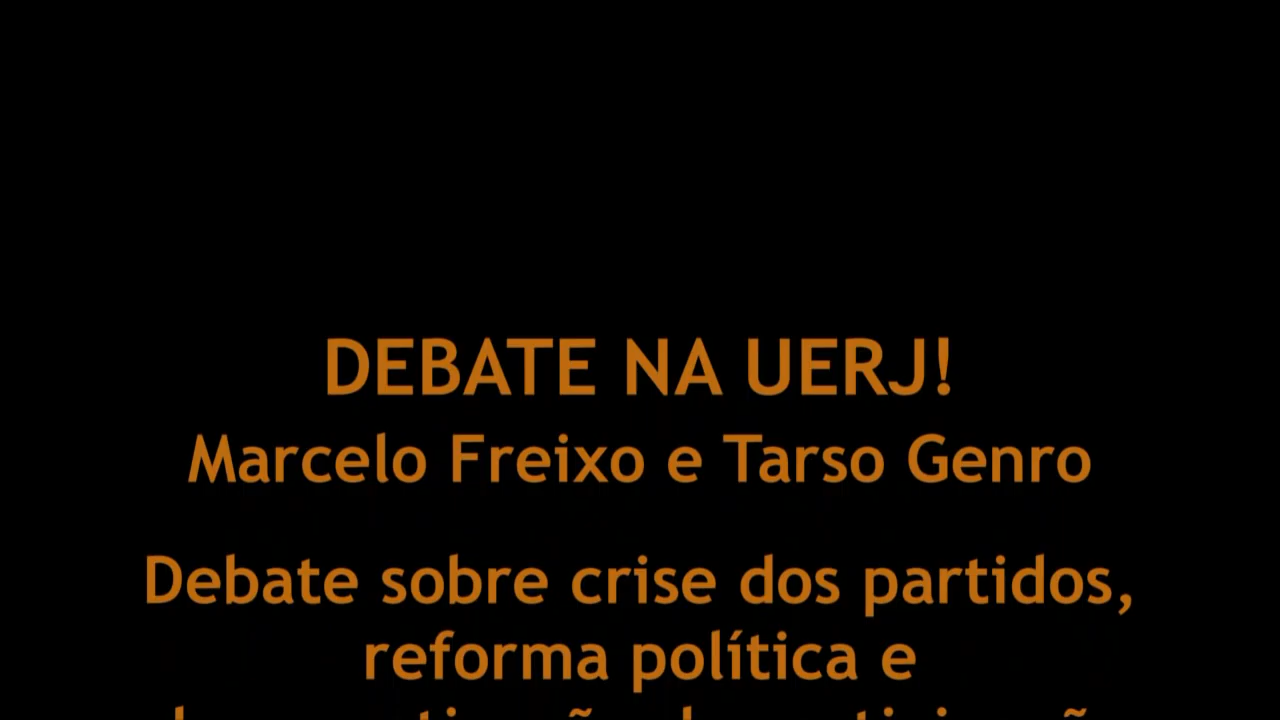 DEBATE NA UERJ!
Marcelo Freixo e Tarso Genro
Debate sobre crise dos partidos,
reforma política e